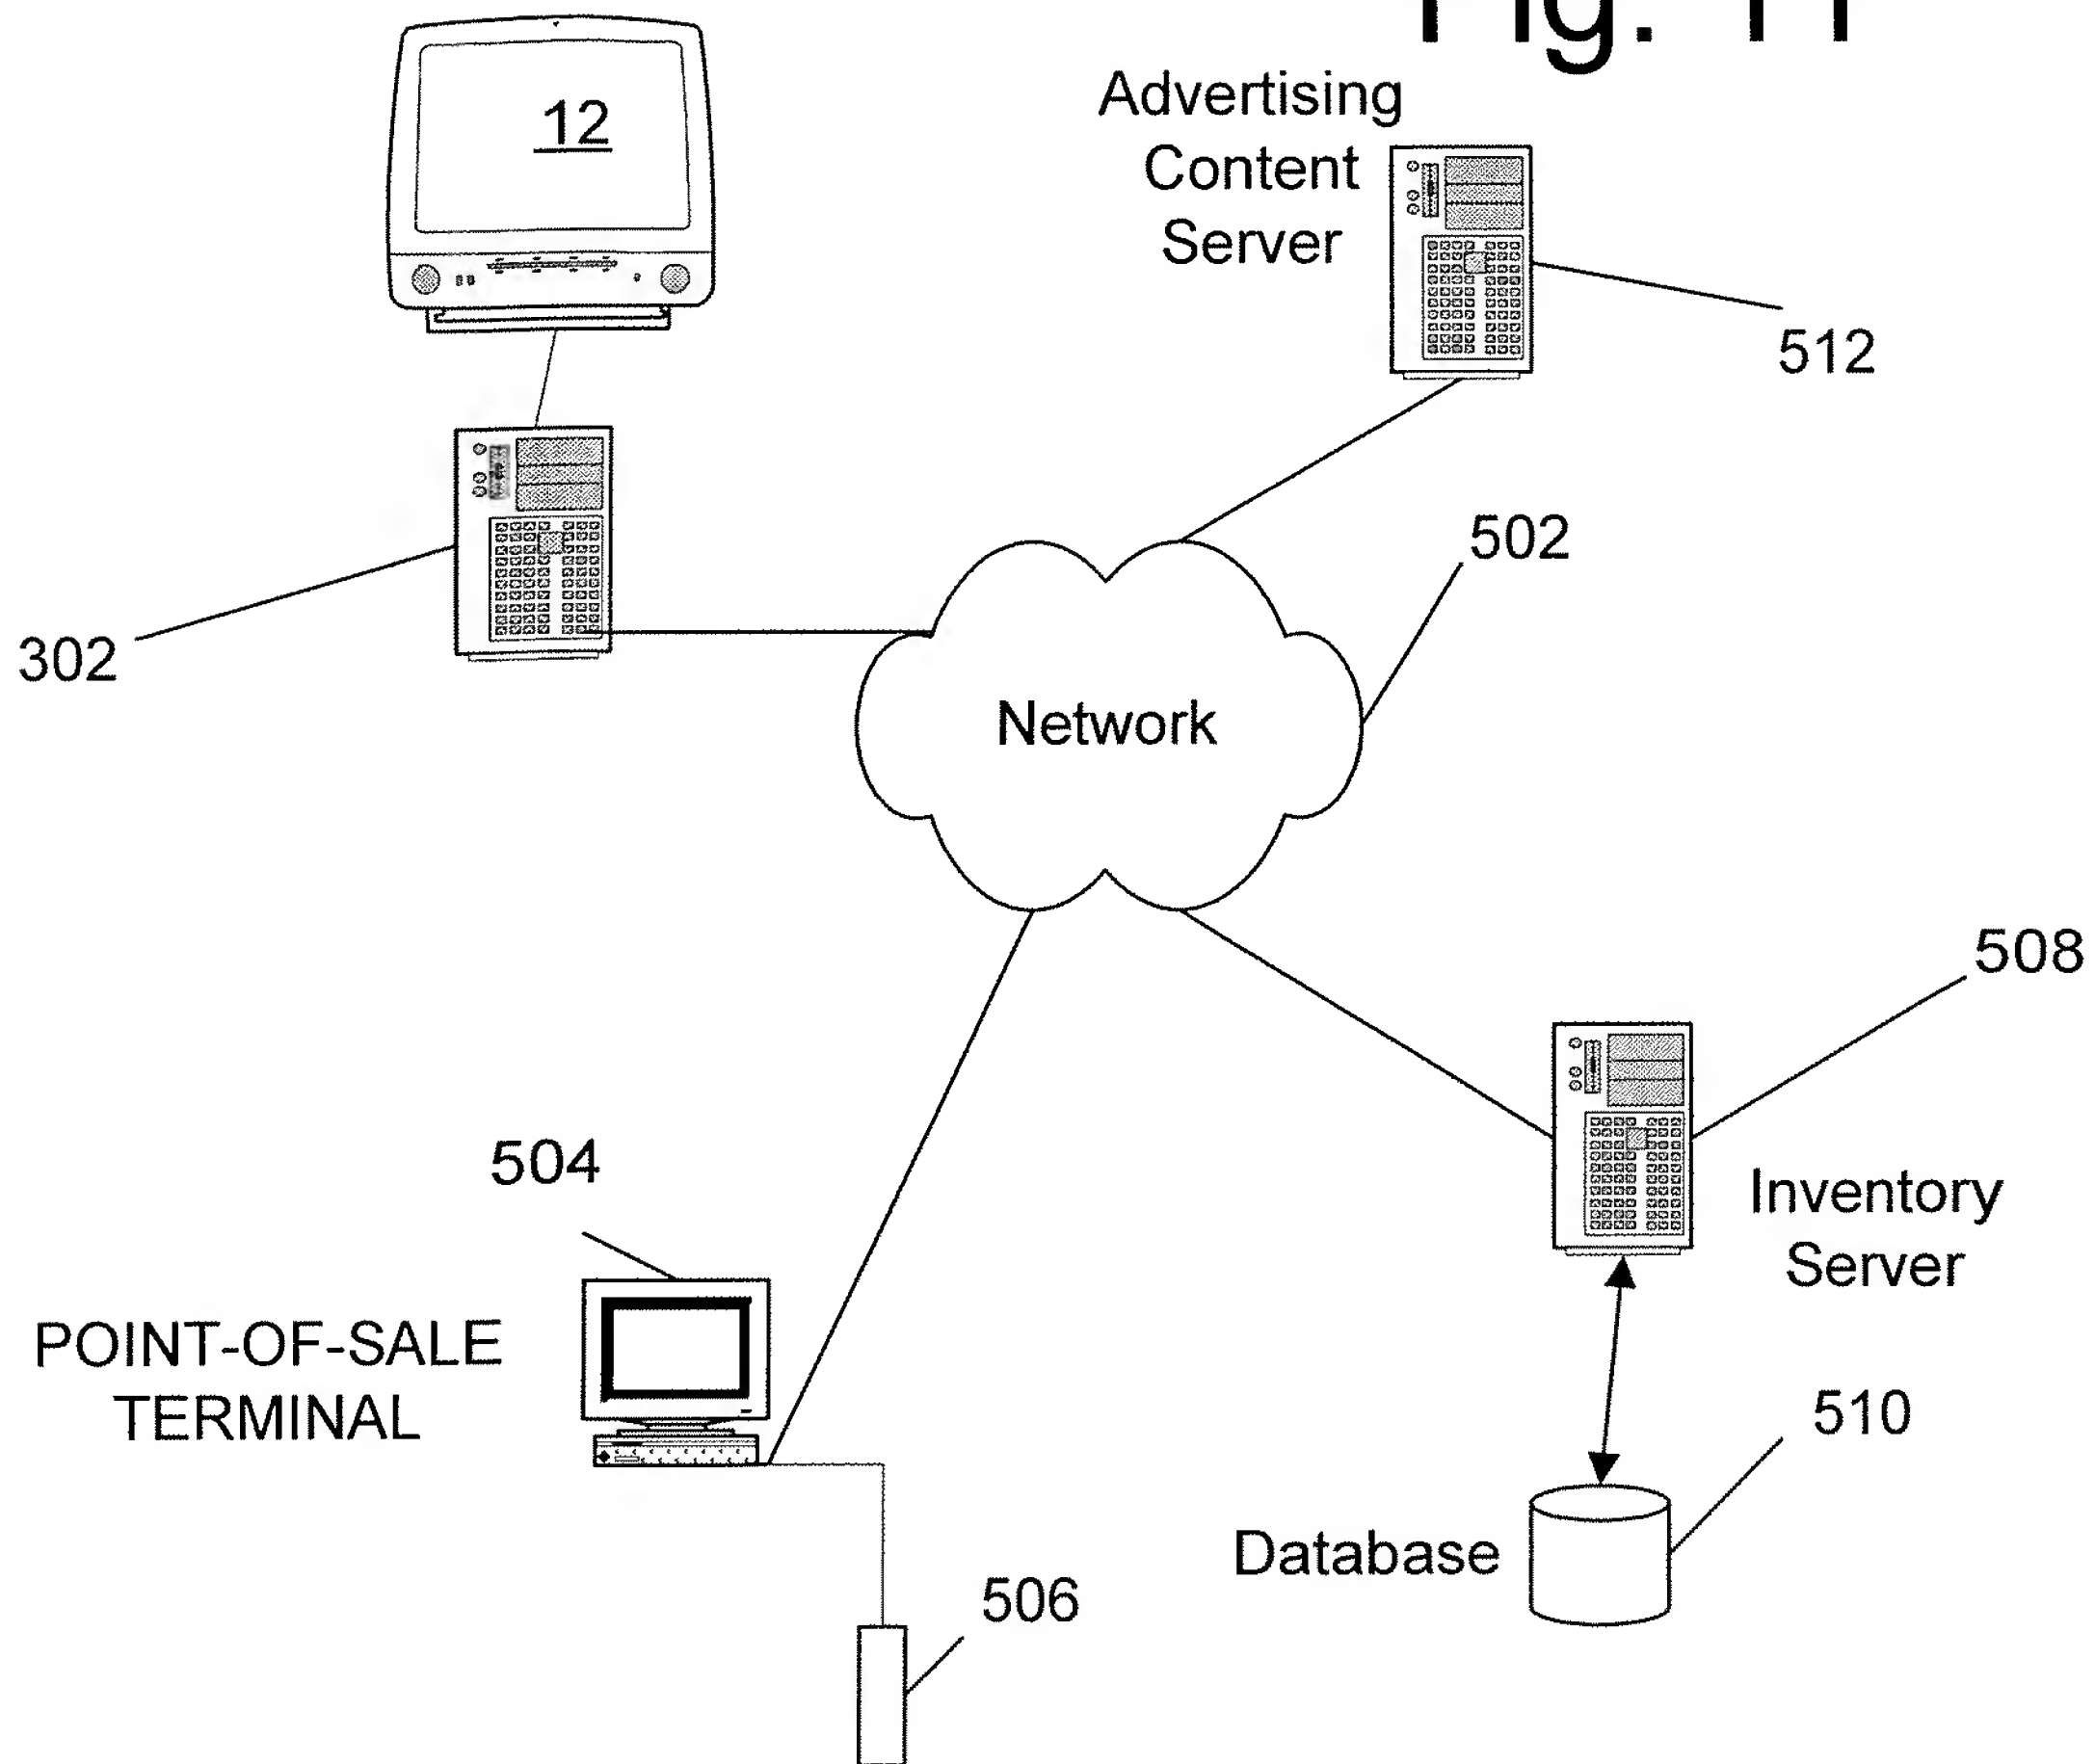 Fig. 11
12
Advertising
Content
Server
512
302
502
Network
508
504
Inventory
Server
POINT-OF-SALE
TERMINAL
510
Database
506